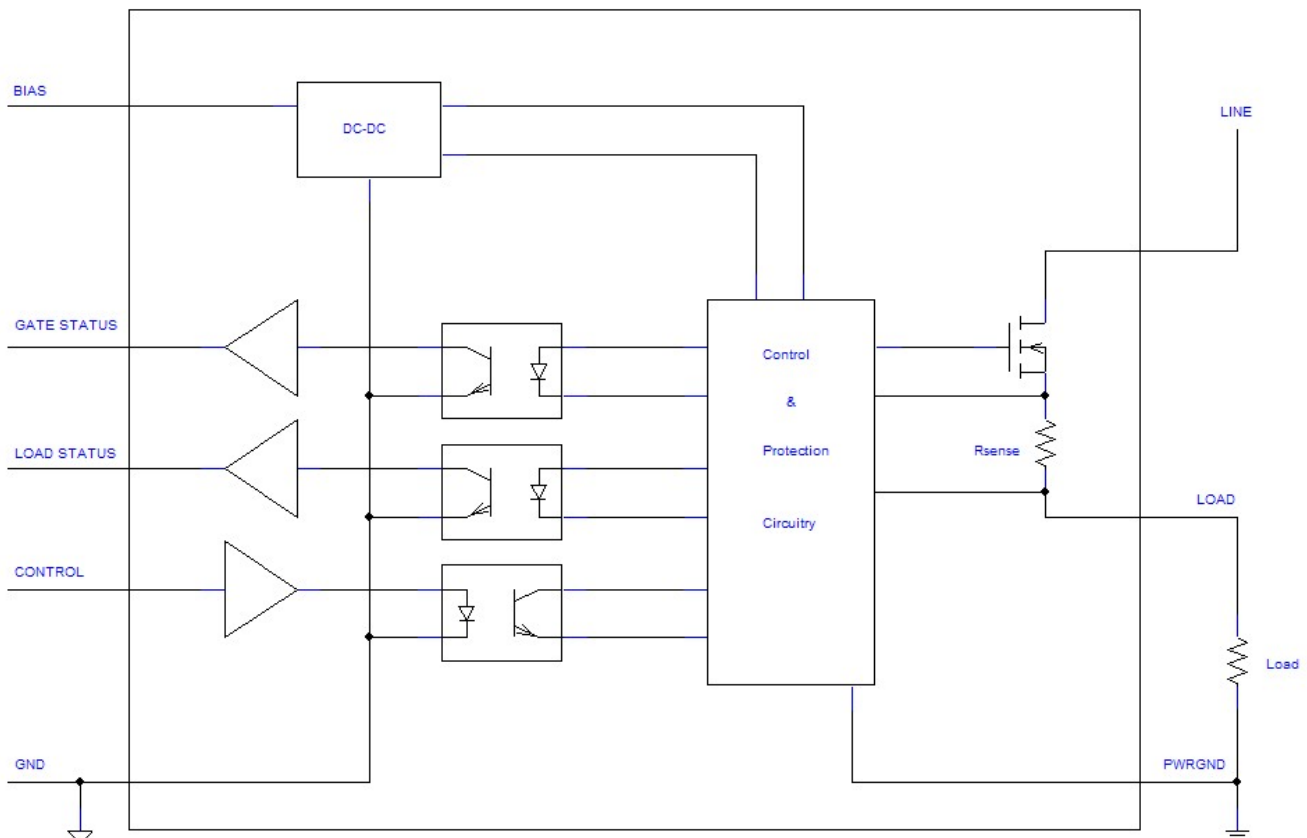 BIAS
DC-DC
LINE
GATE STATUS
Control
&
LOAD STATUS
Protection
Rsense
LOAD
Circuitry
CONTROL
Load
GND
PWRGND